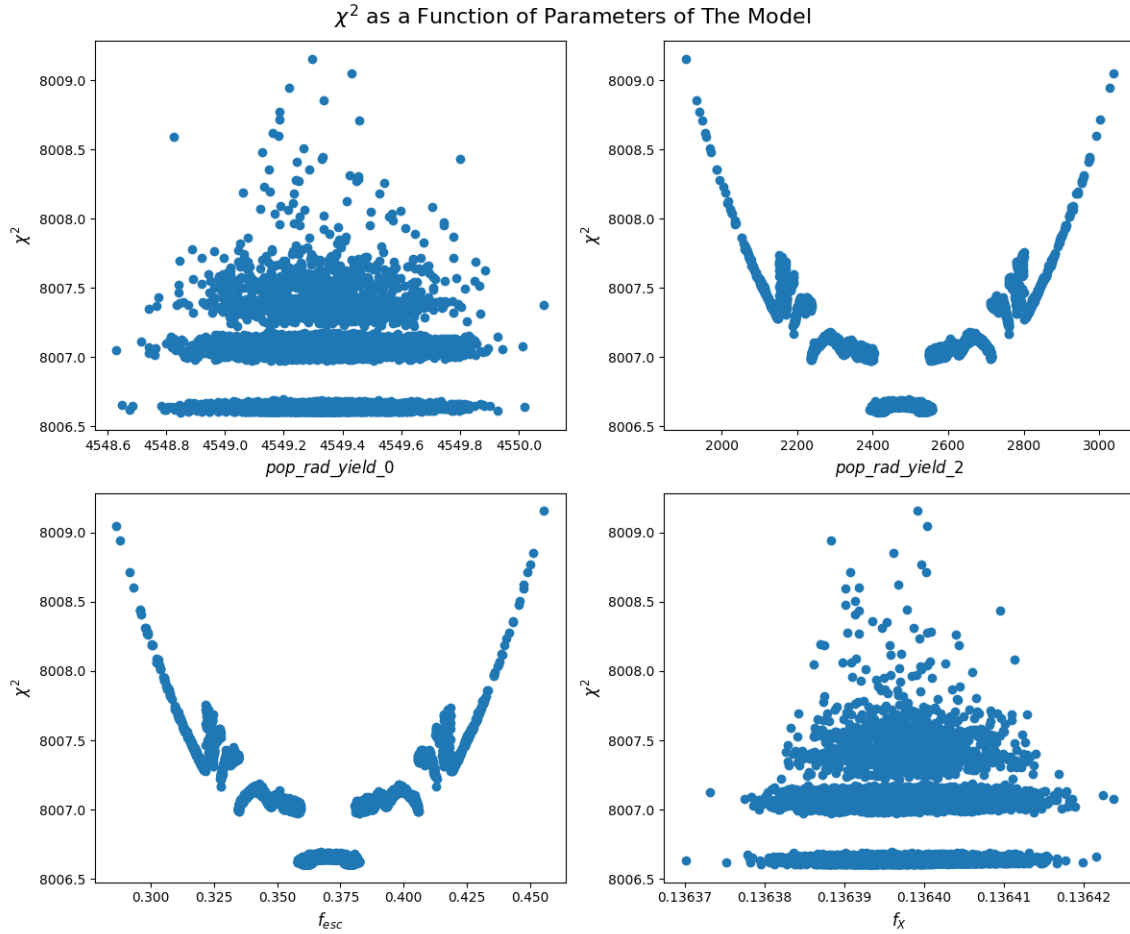 χ² as a Function of Parameters of The Model
8009.0
8008.5
8008.0
8007.5
8007.0
8006.5
χ²
4548.6 4548.8 4549.0 4549.2 4549.4 4549.6 4549.8 4550.0
pop_rad_yield_0
8009.0
8008.5
8008.0
8007.5
8007.0
8006.5
χ²
2000 2200 2400 2600 2800 3000
pop_rad_yield_2
8009.0
8008.5
8008.0
8007.5
8007.0
8006.5
χ²
0.300 0.325 0.350 0.375 0.400 0.425 0.450
f_esc
8009.0
8008.5
8008.0
8007.5
8007.0
8006.5
χ²
0.13637 0.13638 0.13639 0.13640 0.13641 0.13642
f_X